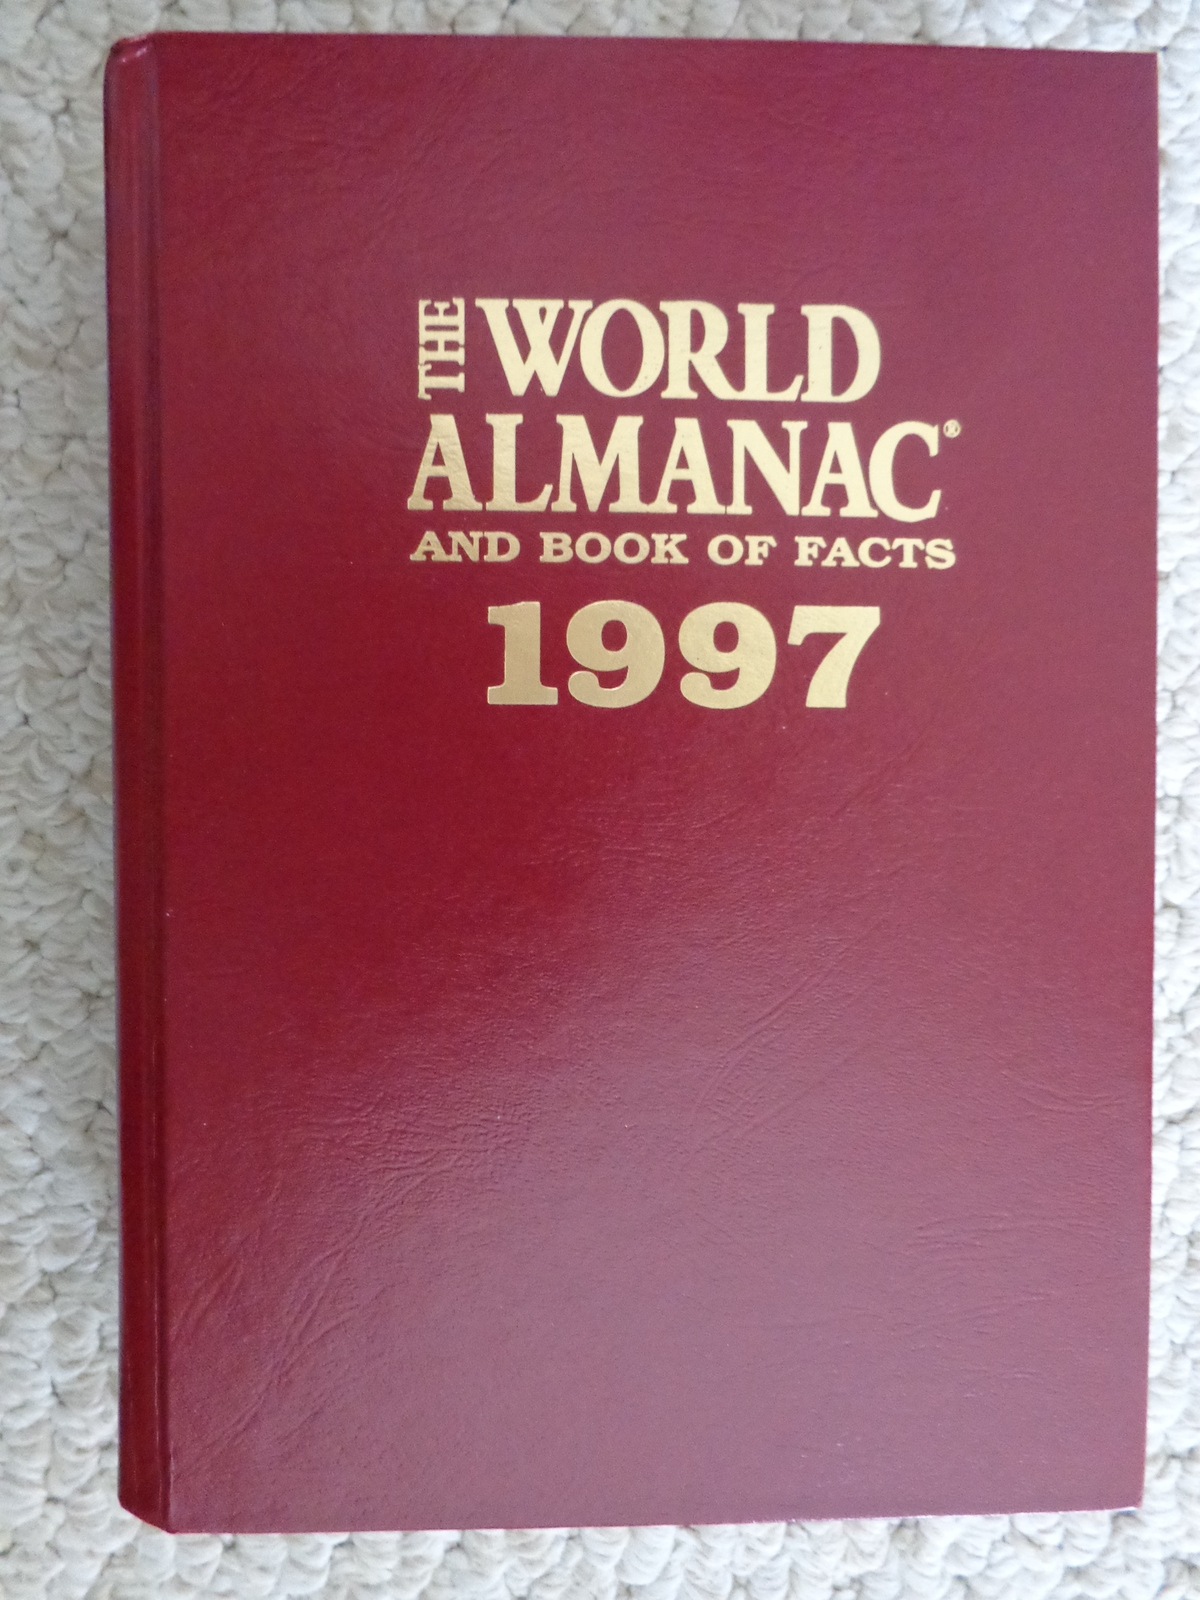 THE WORLD
ALMANAC®
AND BOOK OF FACTS
1997